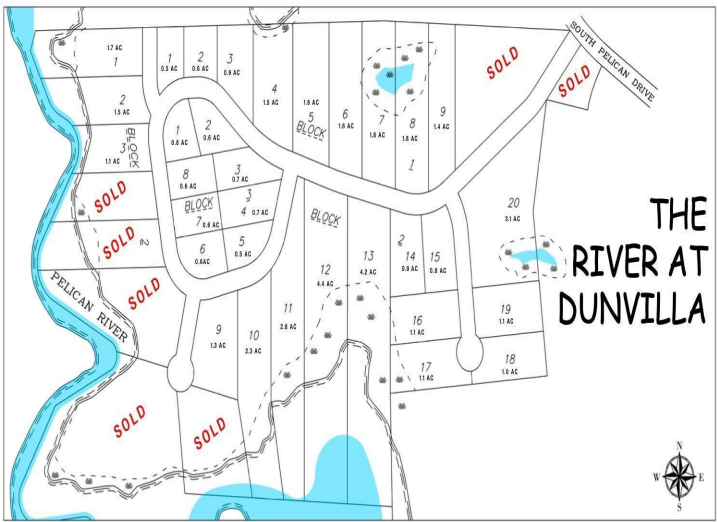 THE
RIVER AT
DUNVILLA
SOUTH PELICAN DRIVE
PELICAN RIVER
1.7 AC
1
2
1.5 AC
3
1.1 AC
BLOCK
2
SOLD
SOLD
SOLD
SOLD
SOLD
1
0.5 AC
2
0.6 AC
3
0.9 AC
4
1.5 AC
1.6 AC
5
BLOCK
6
1.6 AC
7
1.8 AC
8
1.8 AC
1
9
1.4 AC
SOLD
SOLD
1
0.6 AC
2
0.6 AC
8
0.6 AC
3
0.7 AC
BLOCK
3
7 0.6 AC
4 0.7 AC
6
0.6AC
5
0.5 AC
BLOCK
2
9
1.3 AC
10
2.3 AC
11
2.8 AC
12
4.4 AC
13
4.2 AC
14
0.9 AC
15
0.8 AC
16
1.1 AC
17
1.1 AC
18
1.0 AC
19
1.1 AC
20
3.1 AC
N
W
E
S